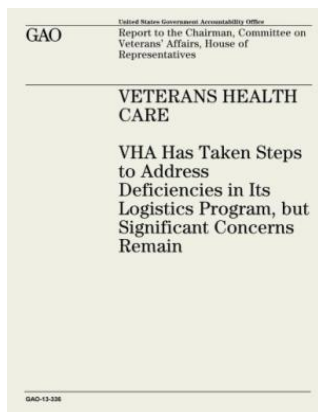 United States Government Accountability Office
GAO
Report to the Chairman, Committee on
Veterans' Affairs, House of
Representatives
VETERANS HEALTH
CARE
VHA Has Taken Steps
to Address
Deficiencies in Its
Logistics Program, but
Significant Concerns
Remain
GAO-13-336